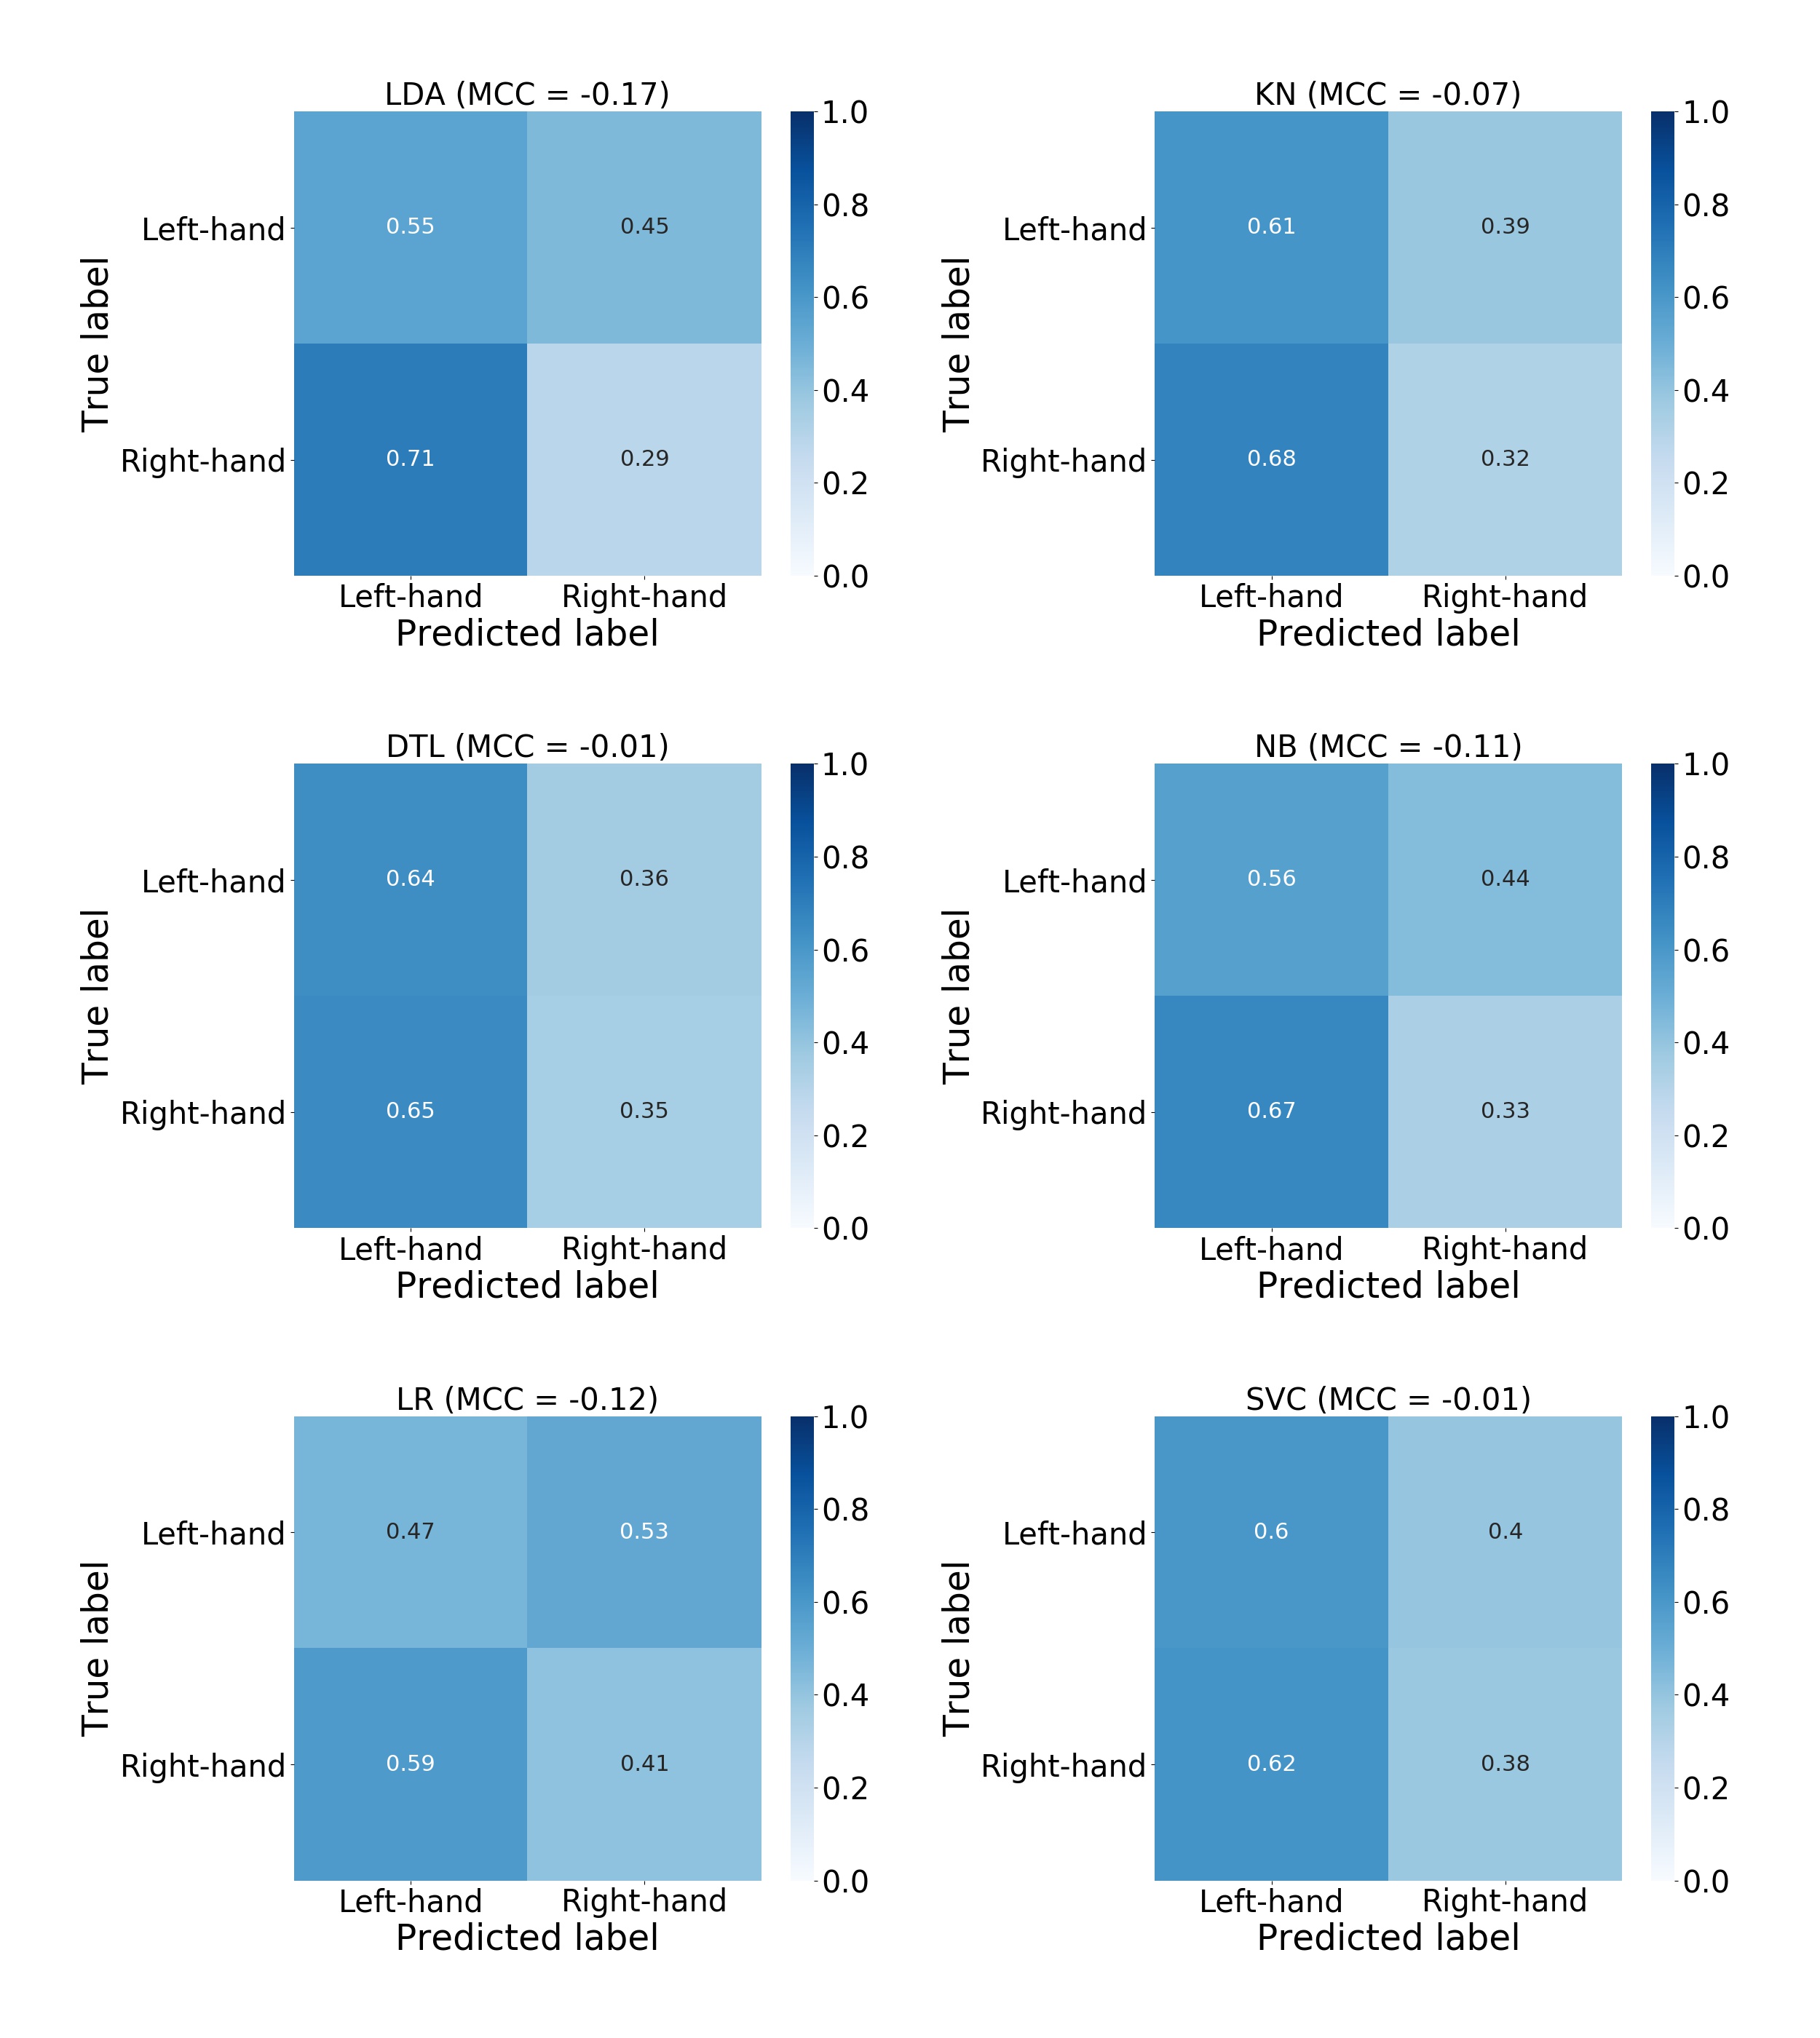 LDA (MCC = -0.17)
1.0
0.8
0.6
0.4
0.2
0.0
True label
Left-hand
0.55 0.45
Right-hand
0.71 0.29
Left-hand Right-hand
Predicted label
KN (MCC = -0.07)
1.0
0.8
0.6
0.4
0.2
0.0
True label
Left-hand
0.61 0.39
Right-hand
0.68 0.32
Left-hand Right-hand
Predicted label
DTL (MCC = -0.01)
1.0
0.8
0.6
0.4
0.2
0.0
True label
Left-hand
0.64 0.36
Right-hand
0.65 0.35
Left-hand Right-hand
Predicted label
NB (MCC = -0.11)
1.0
0.8
0.6
0.4
0.2
0.0
True label
Left-hand
0.56 0.44
Right-hand
0.67 0.33
Left-hand Right-hand
Predicted label
LR (MCC = -0.12)
1.0
0.8
0.6
0.4
0.2
0.0
True label
Left-hand
0.47 0.53
Right-hand
0.59 0.41
Left-hand Right-hand
Predicted label
SVC (MCC = -0.01)
1.0
0.8
0.6
0.4
0.2
0.0
True label
Left-hand
0.6 0.4
Right-hand
0.62 0.38
Left-hand Right-hand
Predicted label